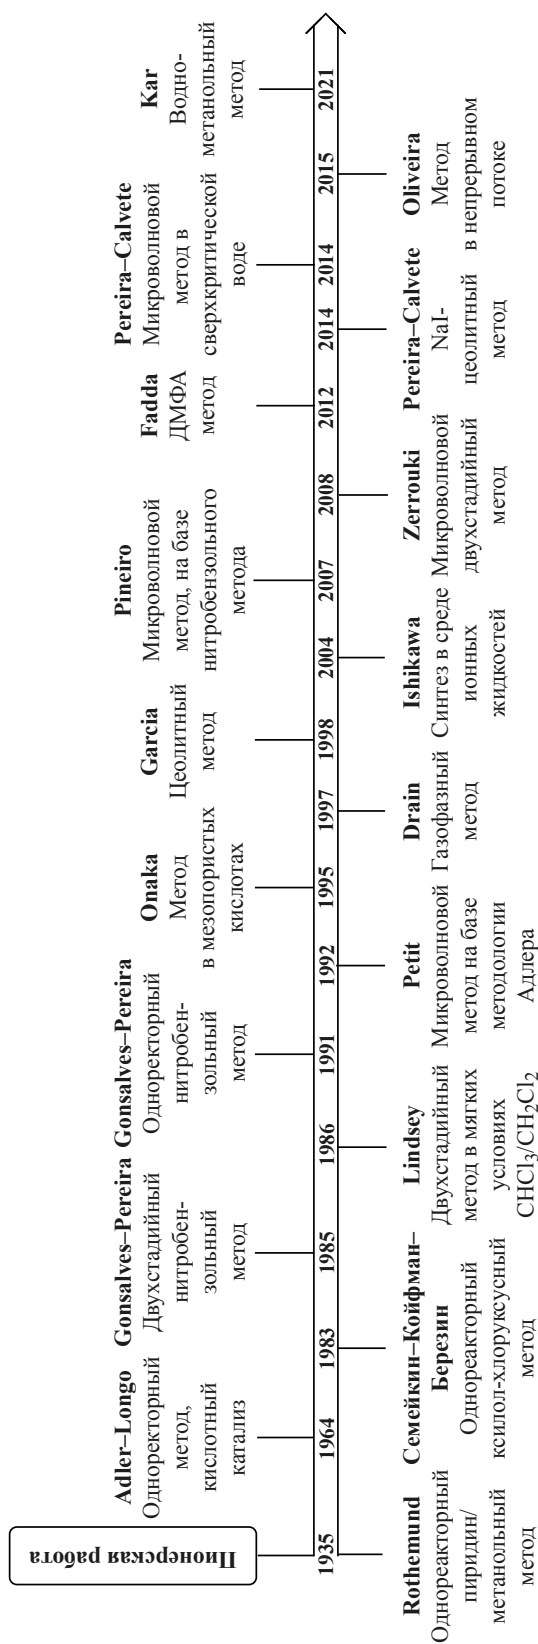 Пионерская работа
Adler–Longo
Одноректорный
метод,
кислотный
катализ
Gonsalves–Pereira
Двухстадийный
нитробен-
зольный
метод
Gonsalves–Pereira
Одноректорный
нитробен-
зольный
метод
Onaka
Метод
в мезопористых
кислотах
Garcia
Цеолитный
метод
Pineiro
Микроволновой
метод, на базе
нитробензольного
метода
Fadda
ДМФА
метод
Pereira–Calvete
Микроволновой
метод в
сверхкритической
воде
Kar
Водно-
метанольный
метод
1935
1964
1983
1985
1986
1991
1992
1995
1997
1998
2004
2007
2008
2012
2014
2014
2015
2021
Rothemund
Однореакторный
пиридин/
метанольный
метод
Семейкин–Койфман–
Березин
Однореакторный
ксилол-хлоруксусный
метод
Lindsey
Двухстадийный
метод в мягких
условиях
CHCl3/CH2Cl2
Petit
Микроволновой
метод на базе
методологии
Адлера
Drain
Газофазный
метод
Ishikawa
Синтез в среде
ионных
жидкостей
Zerrouki
Микроволновой
двухстадийный
метод
Pereira–Calvete
NaI-
цеолитный
метод
Oliveira
Метод
в непрерывном
потоке